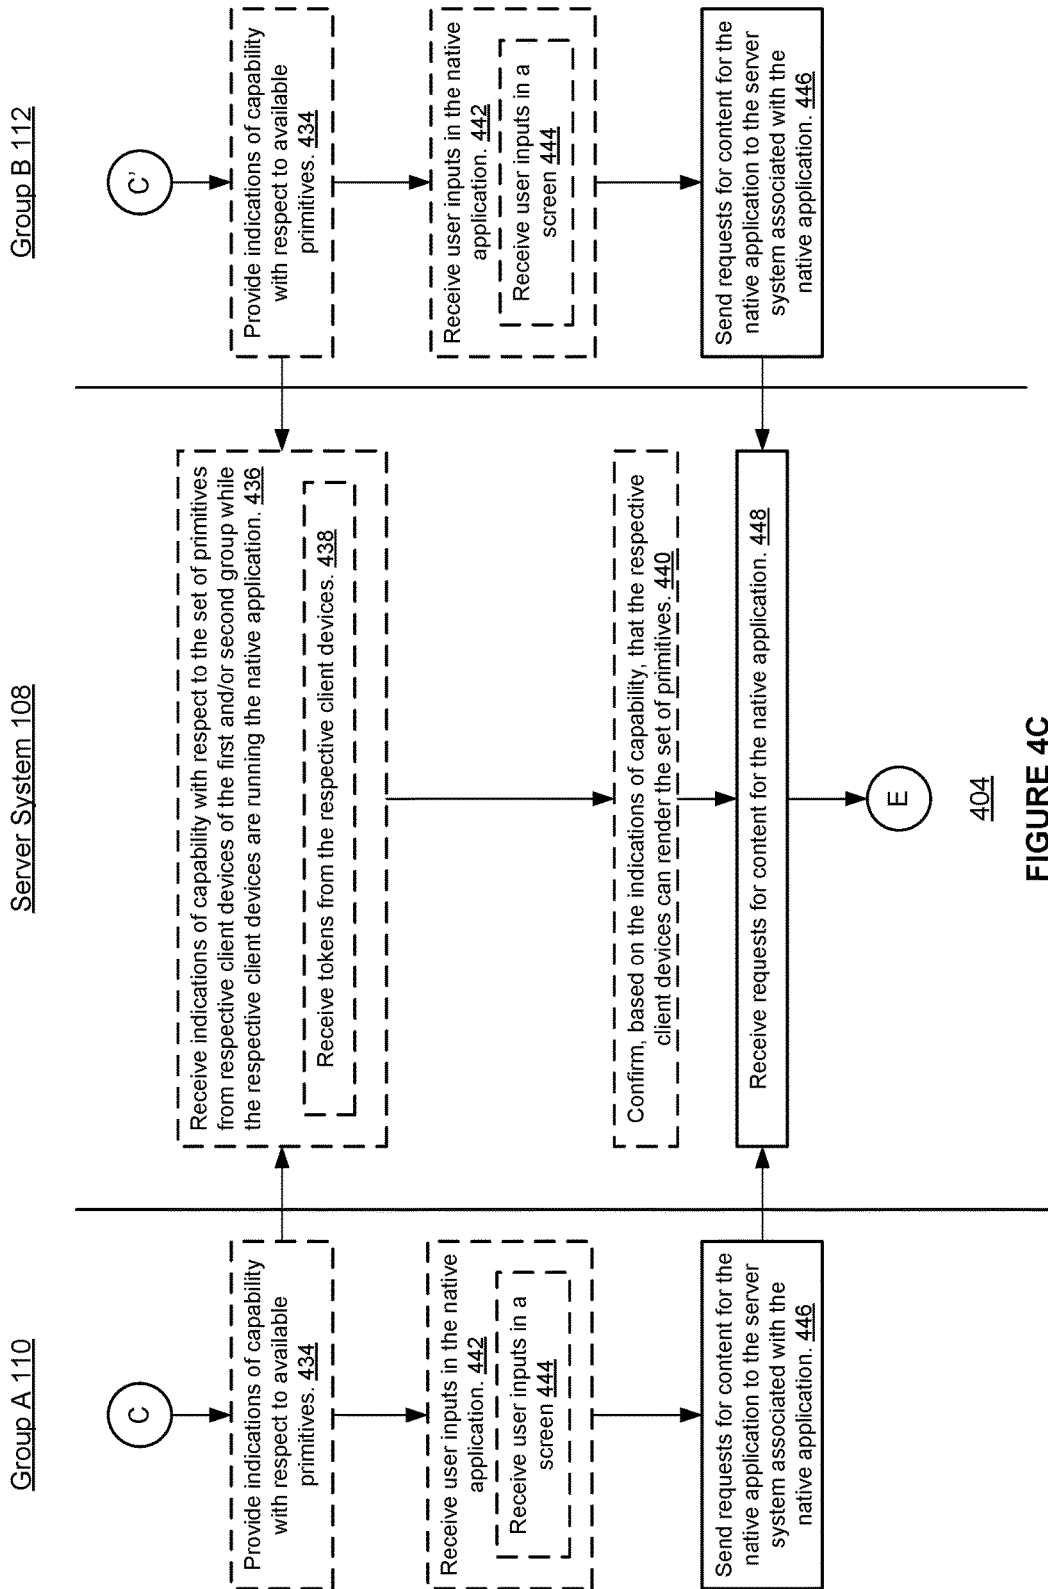 Group A 110
Server System 108
Group B 112
C
Provide indications of capability
with respect to available
primitives. 434
Receive user inputs in the native
application. 442
Receive user inputs in a
screen 444
Send requests for content for the
native application to the server
system associated with the
native application. 446
Receive indications of capability with respect to the set of primitives
from respective client devices of the first and/or second group while
the respective client devices are running the native application. 436
Receive tokens from the respective client devices. 438
Confirm, based on the indications of capability, that the respective
client devices can render the set of primitives. 440
Receive requests for content for the native application. 448
E
C'
Provide indications of capability
with respect to available
primitives. 434
Receive user inputs in the native
application. 442
Receive user inputs in a
screen 444
Send requests for content for the
native application to the server
system associated with the
native application. 446
404
FIGURE 4C